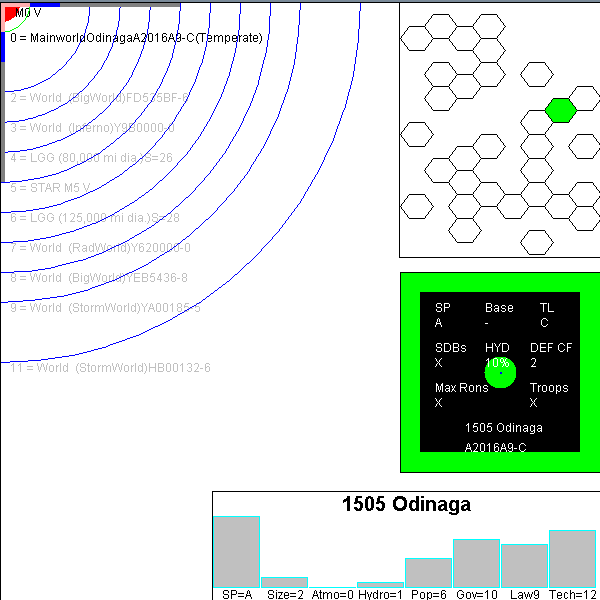 M0 V
0 = MainworldOdinagaA2016A9-C(Temperate)
2 = World (BigWorld)FD535BF-6
3 = World (Inferno)Y9B0000-0
4 = LGG (80,000 mi dia.)S=26
5 = STAR M5 V
6 = LGG (125,000 mi dia.)S=28
7 = World (RadWorld)Y620000-0
8 = World (BigWorld)YEB5436-8
9 = World (StormWorld)YA00185-5
11 = World (StormWorld)HB00132-6
SP Base TL
A - C
SDBs HYD DEF CF
X 10% 2
Max Rons Troops
X X
1505 Odinaga
A2016A9-C
1505 Odinaga
SP=A Size=2 Atmo=0 Hydro=1 Pop=6 Gov=10 Law9 Tech=12